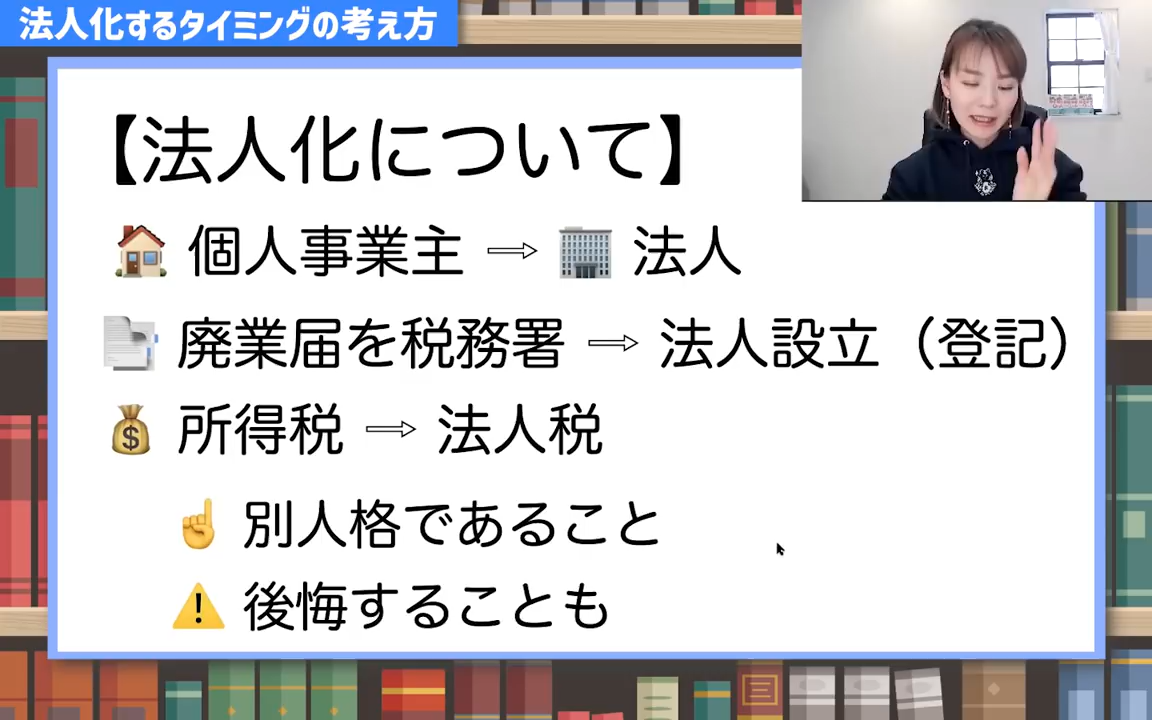 法人化するタイミングの考え方
【法人化について】
個人事業主 ⇨ 法人
廃業届を税務署 ⇨ 法人設立（登記）
所得税 ⇨ 法人税
別人格であること
後悔することも